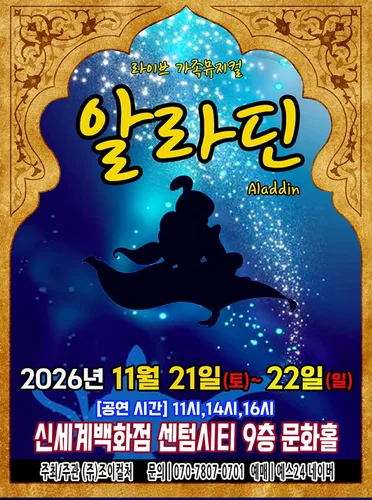 라이브 가족뮤지컬
알라딘
Aladdin
2026년 11월 21일(토)~ 22일(일)
[공연 시간] 11시,14시,16시
신세계백화점 센텀시티 9층 문화홀
주최/주관 (주)조이컬쳐 문의 | 070-7807-0701 예매 | 예스24 네이버